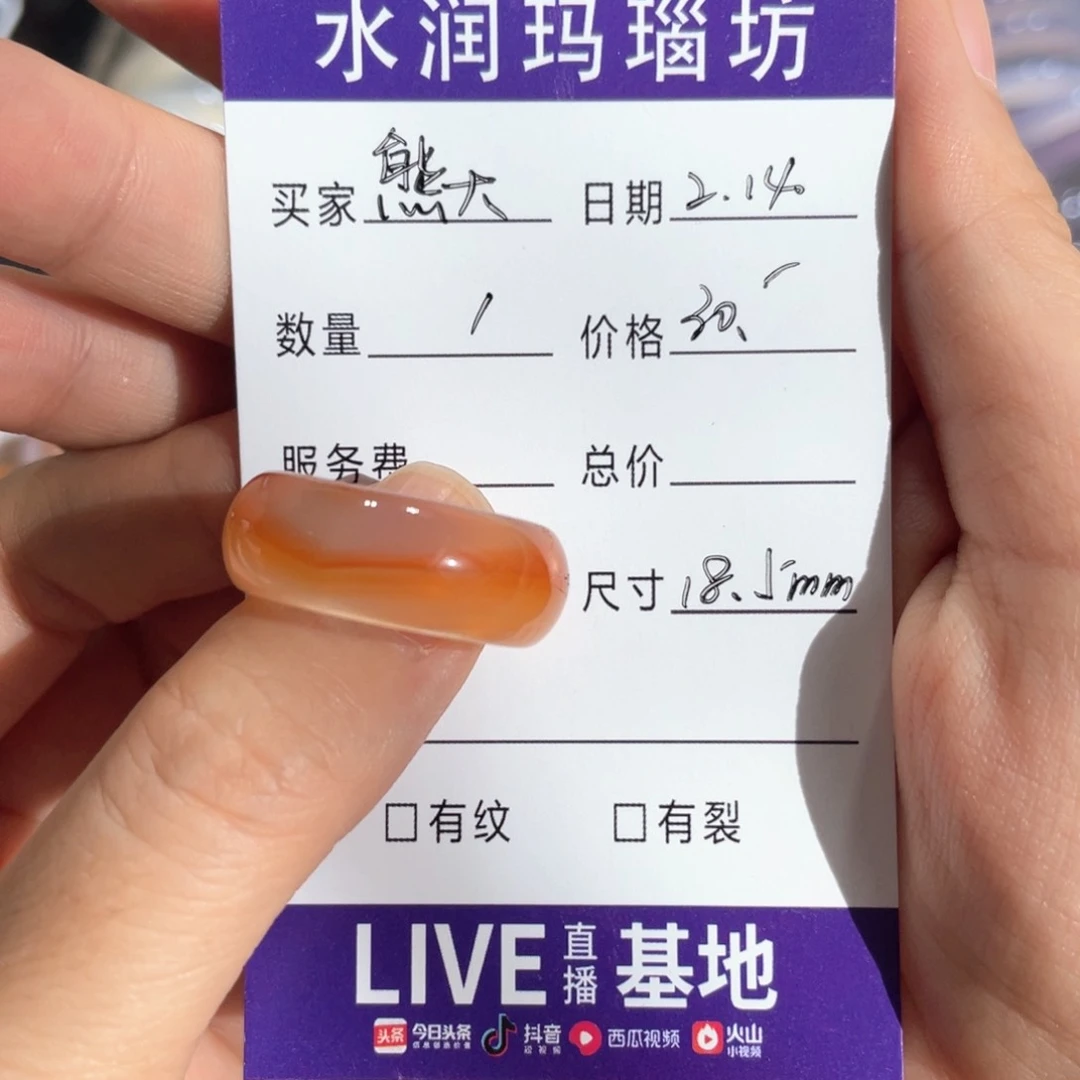 水润玛瑙坊
买家 熊大 日期 2.14.
数量 1 价格
服务费 总价
尺寸 18.5mm
□有纹 □有裂
LIVE 直播 基地
头条 今日头条 抖音 西瓜视频 火山小视频